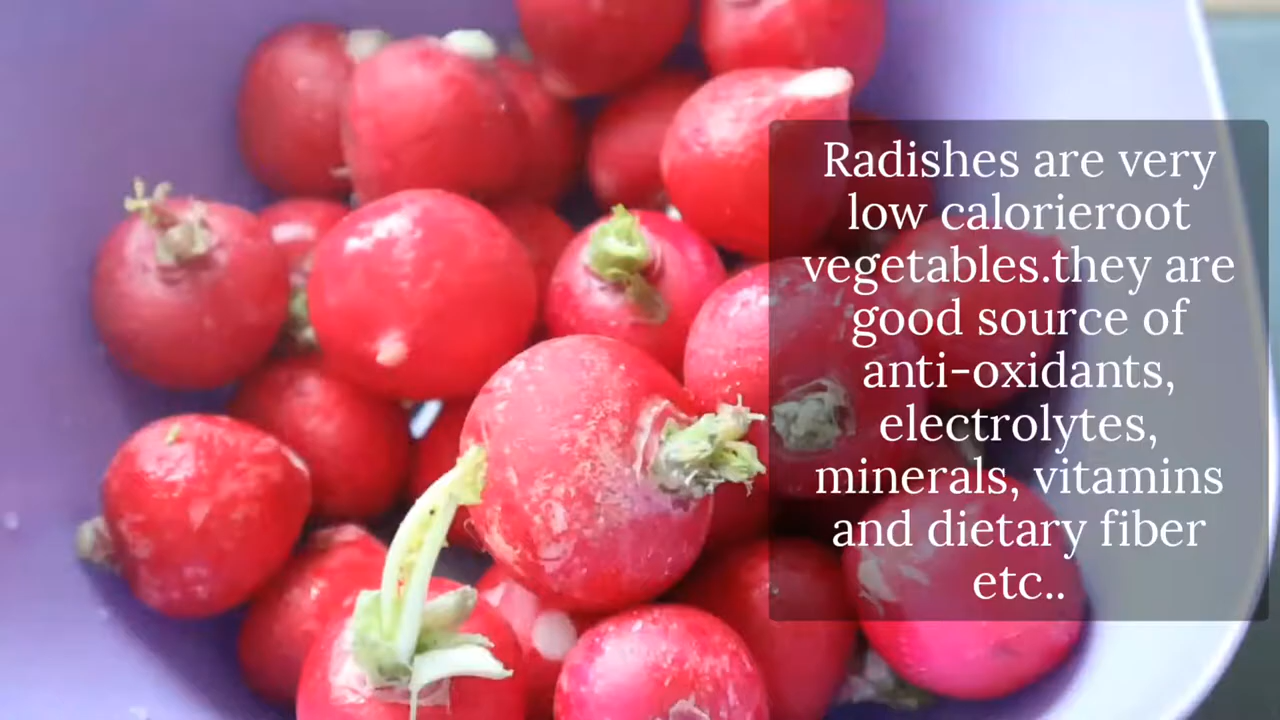 Radishes are very
low calorieroot
vegetables.they are
good source of
anti-oxidants,
electrolytes,
minerals, vitamins
and dietary fiber
etc..